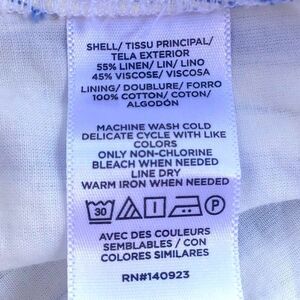 SHELL/ TISSU PRINCIPAL/
TELA EXTERIOR
55% LINEN/ LIN/ LINO
45% VISCOSE/ VISCOSA
LINING/ DOUBLURE/ FORRO
100% COTTON/ COTON/
ALGODÓN
MACHINE WASH COLD
DELICATE CYCLE WITH LIKE
COLORS
ONLY NON-CHLORINE
BLEACH WHEN NEEDED
LINE DRY
WARM IRON WHEN NEEDED
30 P
AVEC DES COULEURS
SEMBLABLES / CON
COLORES SIMILARES
RN#140923